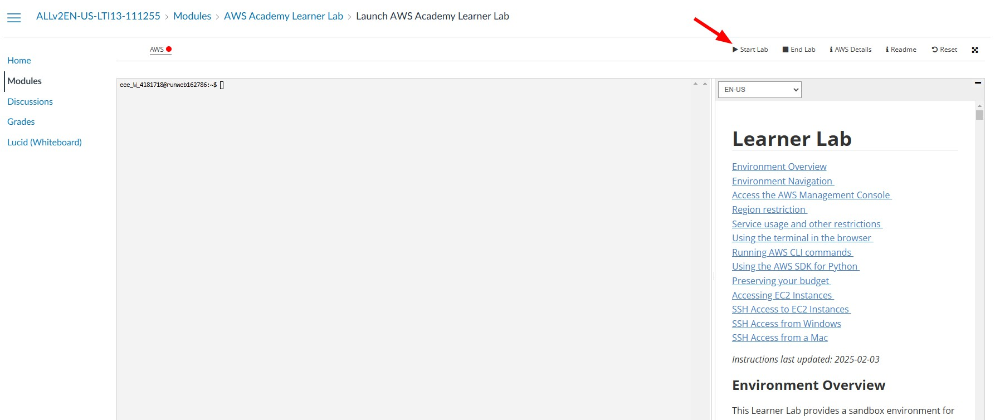 ALLv2EN-US-LTI13-111255 > Modules > AWS Academy Learner Lab > Launch AWS Academy Learner Lab
AWS
Start Lab
End Lab
AWS Details
Readme
Reset
Home
Modules
Discussions
Grades
Lucid (Whiteboard)
eee_W_4181718@runweb162786:~$
EN-US
Learner Lab
Environment Overview
Environment Navigation
Access the AWS Management Console
Region restriction
Service usage and other restrictions
Using the terminal in the browser
Running AWS CLI commands
Using the AWS SDK for Python
Preserving your budget
Accessing EC2 Instances
SSH Access to EC2 Instances
SSH Access from Windows
SSH Access from a Mac
Instructions last updated: 2025-02-03
Environment Overview
This Learner Lab provides a sandbox environment for